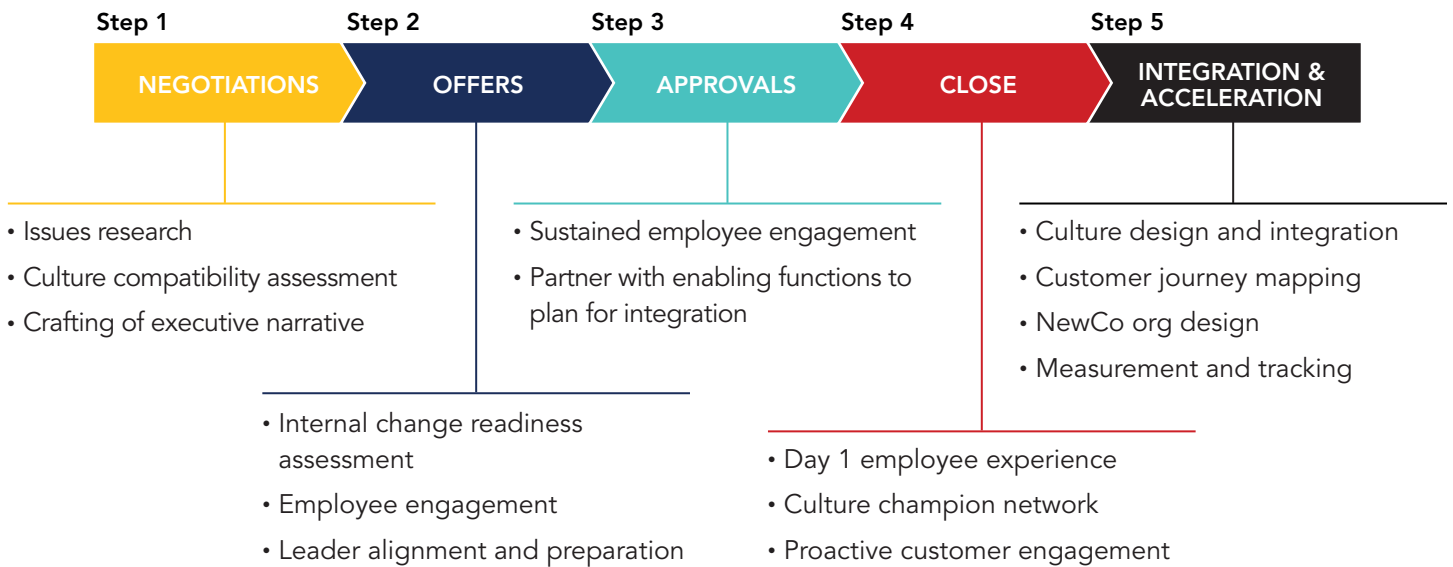 Step 1
Step 2
Step 3
Step 4
Step 5
NEGOTIATIONS
OFFERS
APPROVALS
CLOSE
INTEGRATION &
ACCELERATION
• Issues research
• Culture compatibility assessment
• Crafting of executive narrative
• Internal change readiness
assessment
• Employee engagement
• Leader alignment and preparation
• Sustained employee engagement
• Partner with enabling functions to
plan for integration
• Day 1 employee experience
• Culture champion network
• Proactive customer engagement
• Culture design and integration
• Customer journey mapping
• NewCo org design
• Measurement and tracking